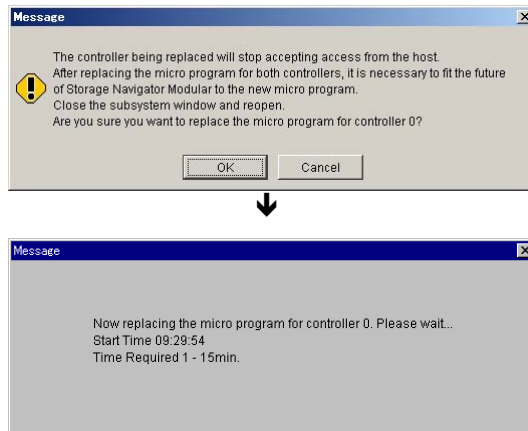 Message
The controller being replaced will stop accepting access from the host.
After replacing the micro program for both controllers, it is necessary to fit the future
of Storage Navigator Modular to the new micro program.
Close the subsystem window and reopen.
Are you sure you want to replace the micro program for controller 0?
OK
Cancel
Message
Now replacing the micro program for controller 0. Please wait...
Start Time 09:29:54
Time Required 1 - 15min.